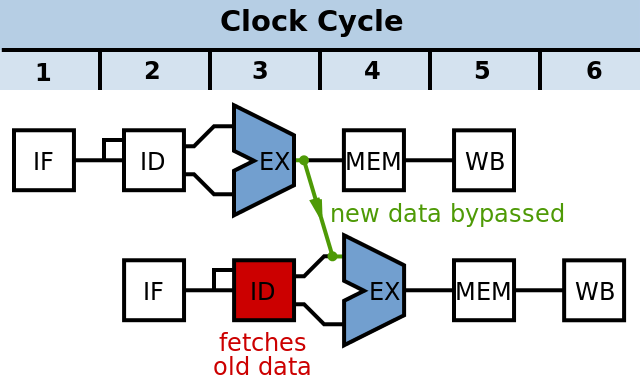 Clock Cycle
1 2 3 4 5 6
IF ID EX MEM WB
new data bypassed
IF ID EX MEM WB
fetches
old data